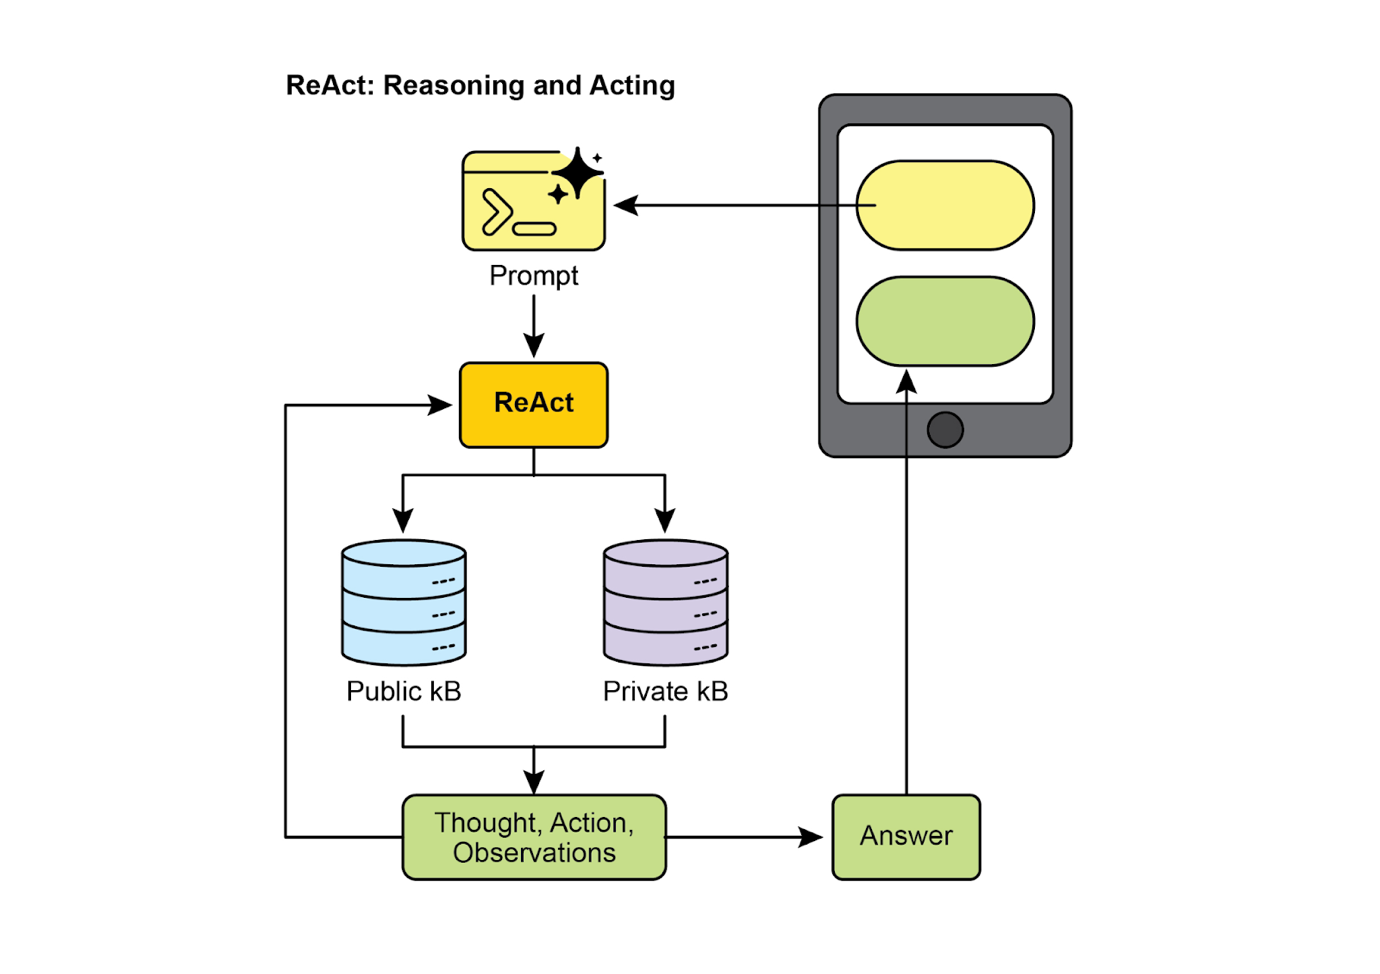 ReAct: Reasoning and Acting
Prompt
ReAct
Public kB
Private kB
Thought, Action,
Observations
Answer